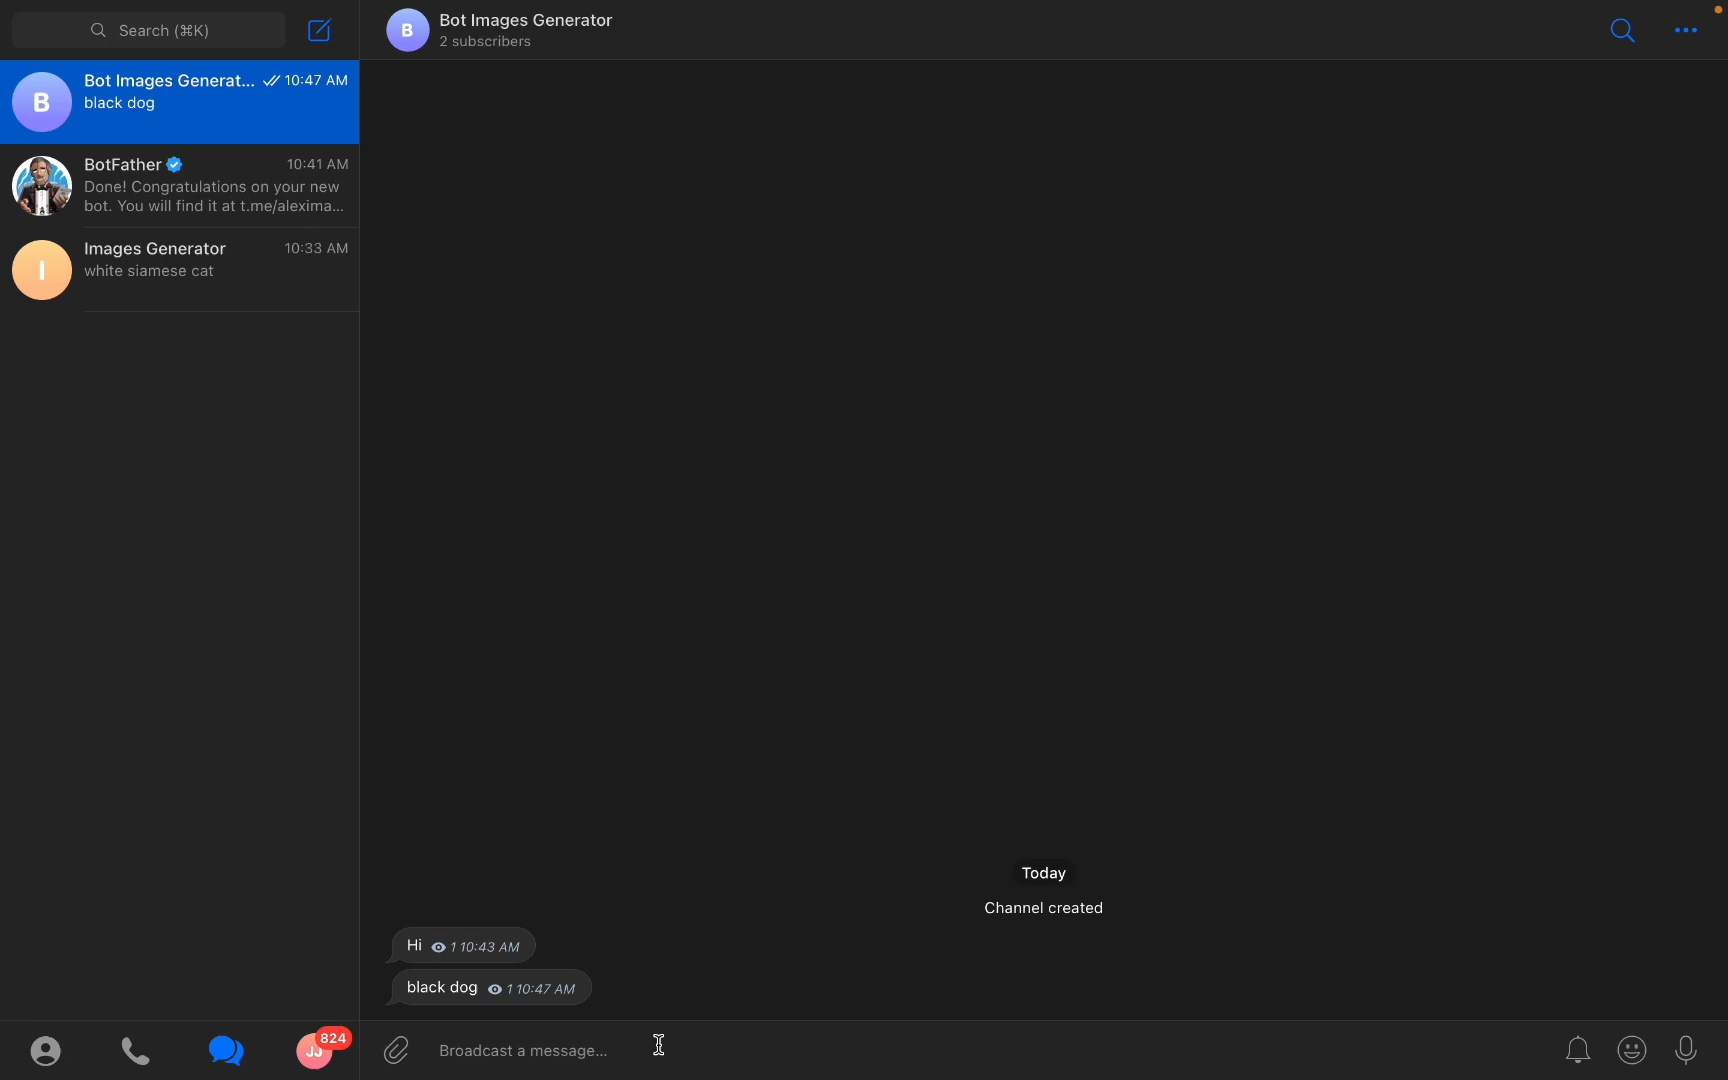 Search (⌘K)
B
Bot Images Generat... 10:47 AM
black dog
BotFather 10:41 AM
Done! Congratulations on your new
bot. You will find it at t.me/alexima...
I
Images Generator 10:33 AM
white siamese cat
JJ 824
B
Bot Images Generator
2 subscribers
Today
Channel created
Hi 1 10:43 AM
black dog 1 10:47 AM
Broadcast a message...